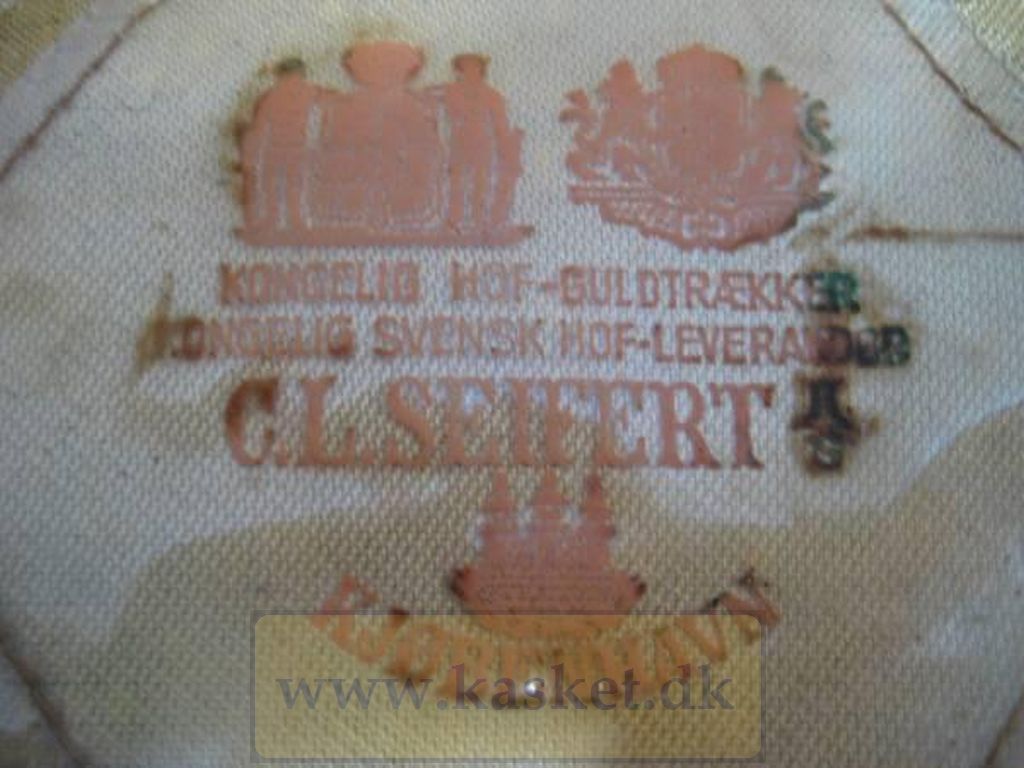 KONGELIG HOF-GULDTRÆKKER
KONGELIG SVENSK HOF-LEVERANDØR
C.L. SEIFERT
KJØBENHAVN
www.kasket.dk